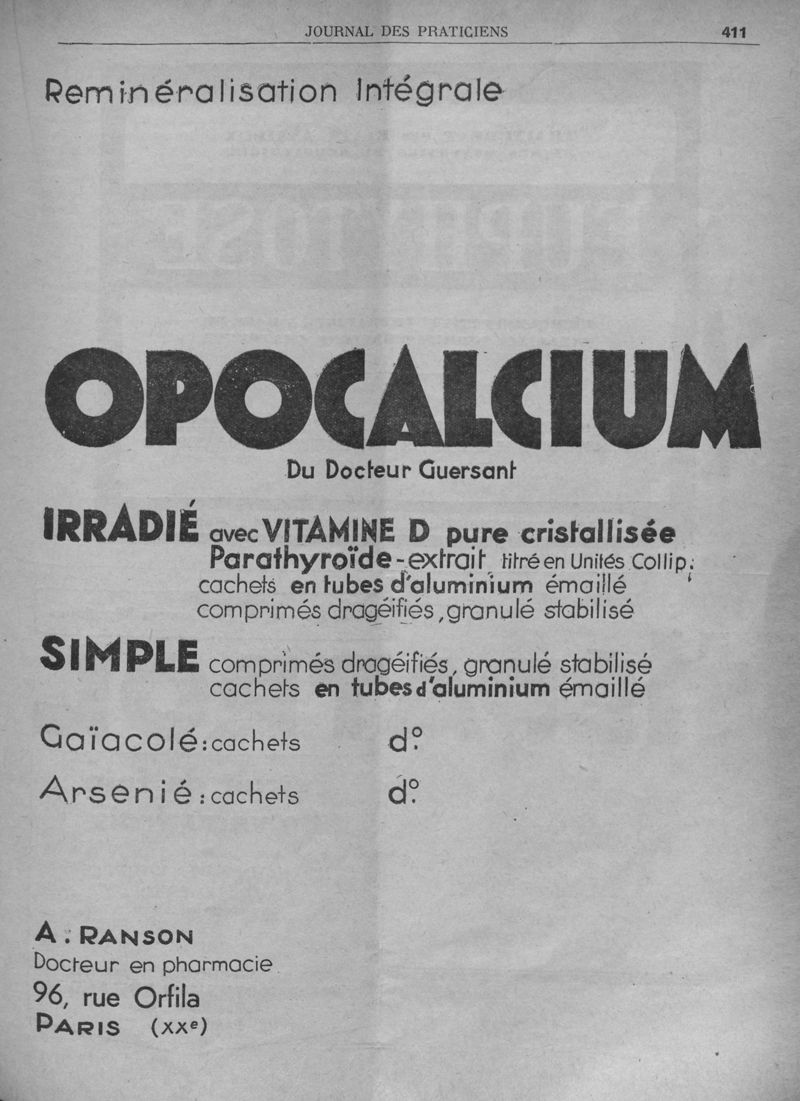 JOURNAL DES PRATICIENS 411
Reminéralisation Intégrale
OPOCALCIUM
Du Docteur Guersant
IRRADIÉ avec VITAMINE D pure cristallisée
Parathyroïde-extrait titré en Unités Collip.
cachets en tubes d'aluminium émaillé
comprimés dragéifiés, granulé stabilisé
SIMPLE comprimés dragéifiés, granulé stabilisé
cachets en tubes d'aluminium émaillé
Gaïacolé: cachets d°.
Arsenié: cachets d°.
A. RANSON
Docteur en pharmacie
96, rue Orfila
PARIS (XXe)